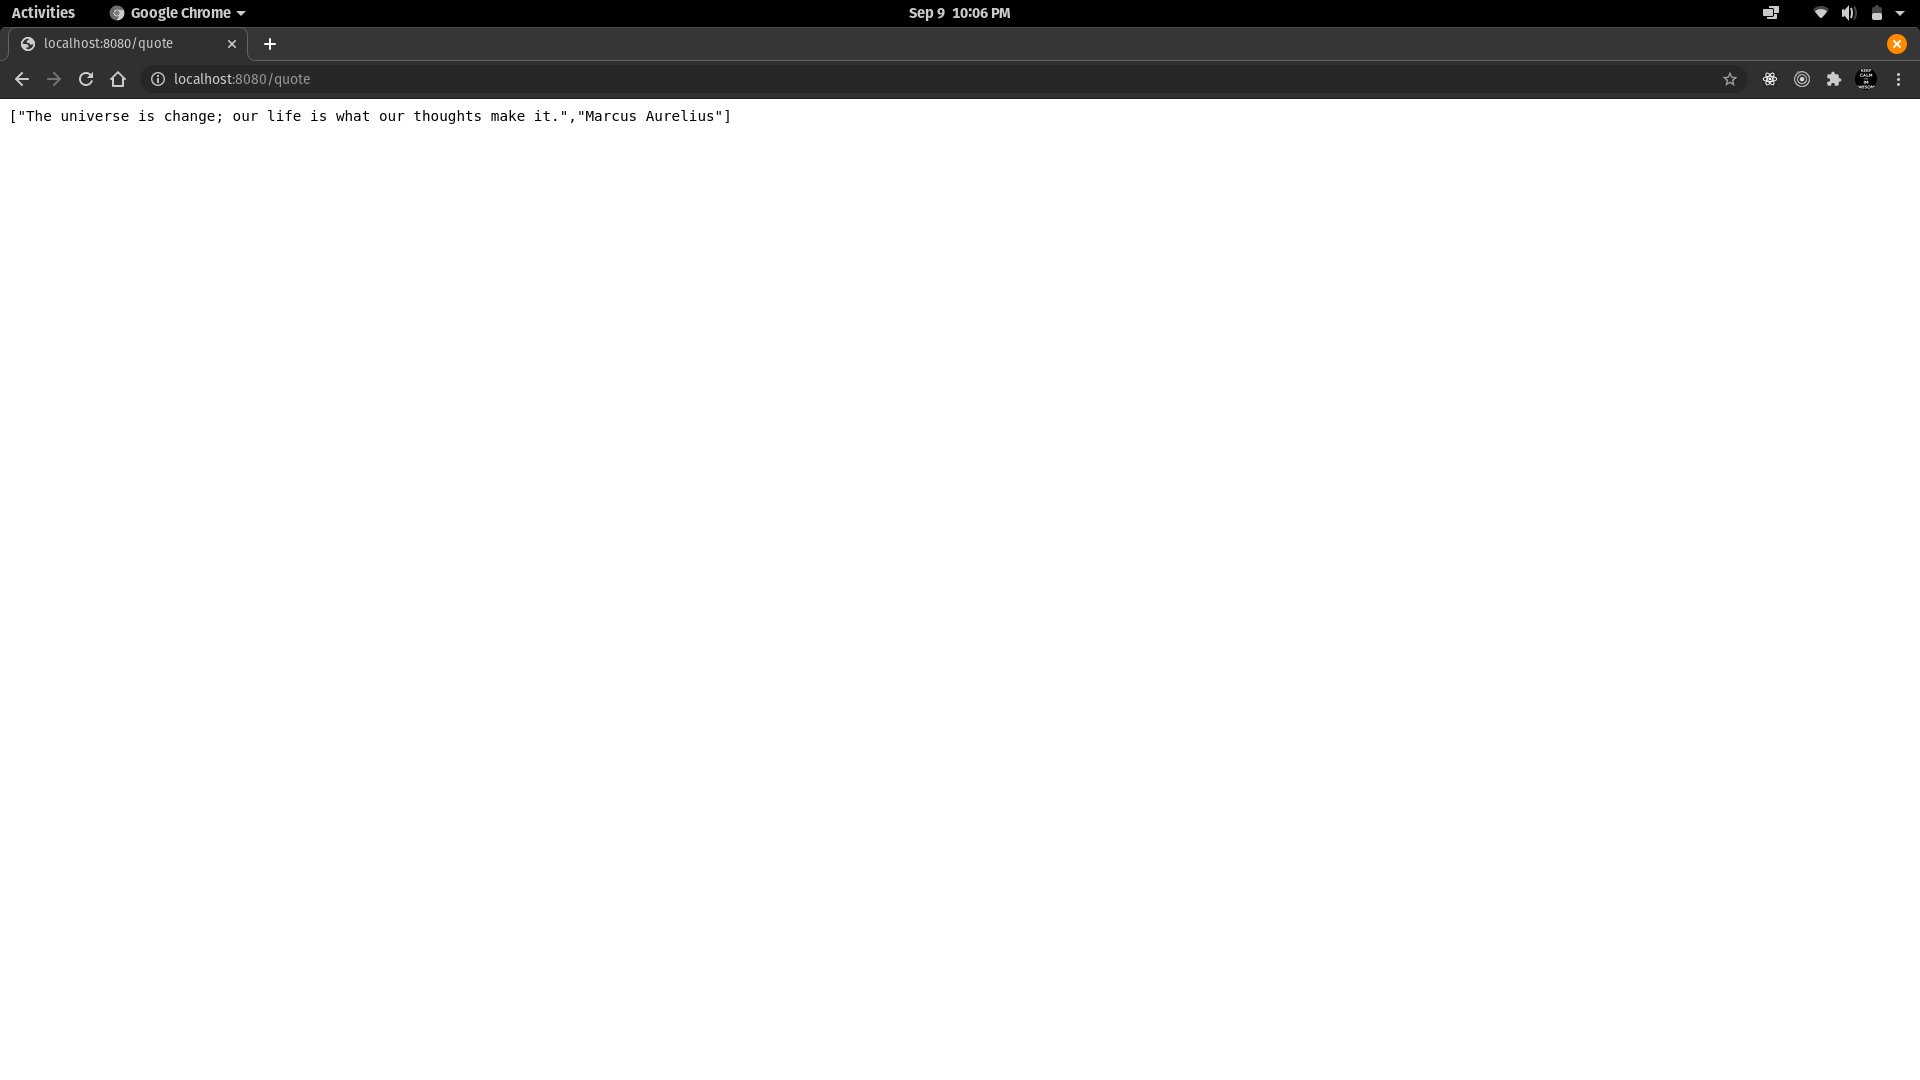 Activities Google Chrome Sep 9 10:06 PM
localhost:8080/quote
localhost:8080/quote
["The universe is change; our life is what our thoughts make it.","Marcus Aurelius"]